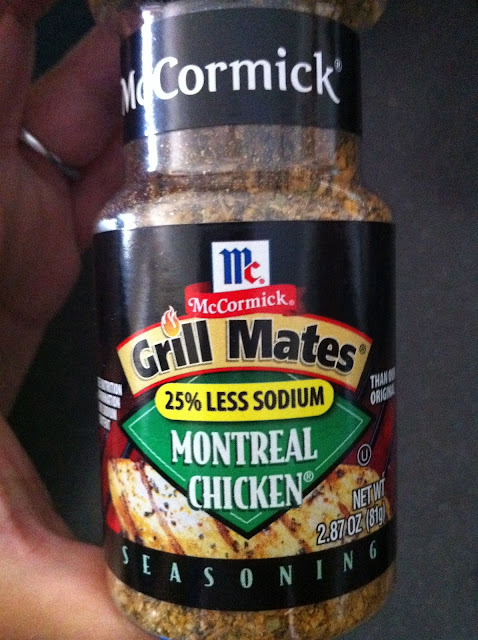 McCormick®
Mc®
McCormick®
Grill Mates®
25% LESS SODIUM
THAN OUR
ORIGINAL
MONTREAL
CHICKEN®
U
NET WT
2.87 OZ (81g)
SEASONING